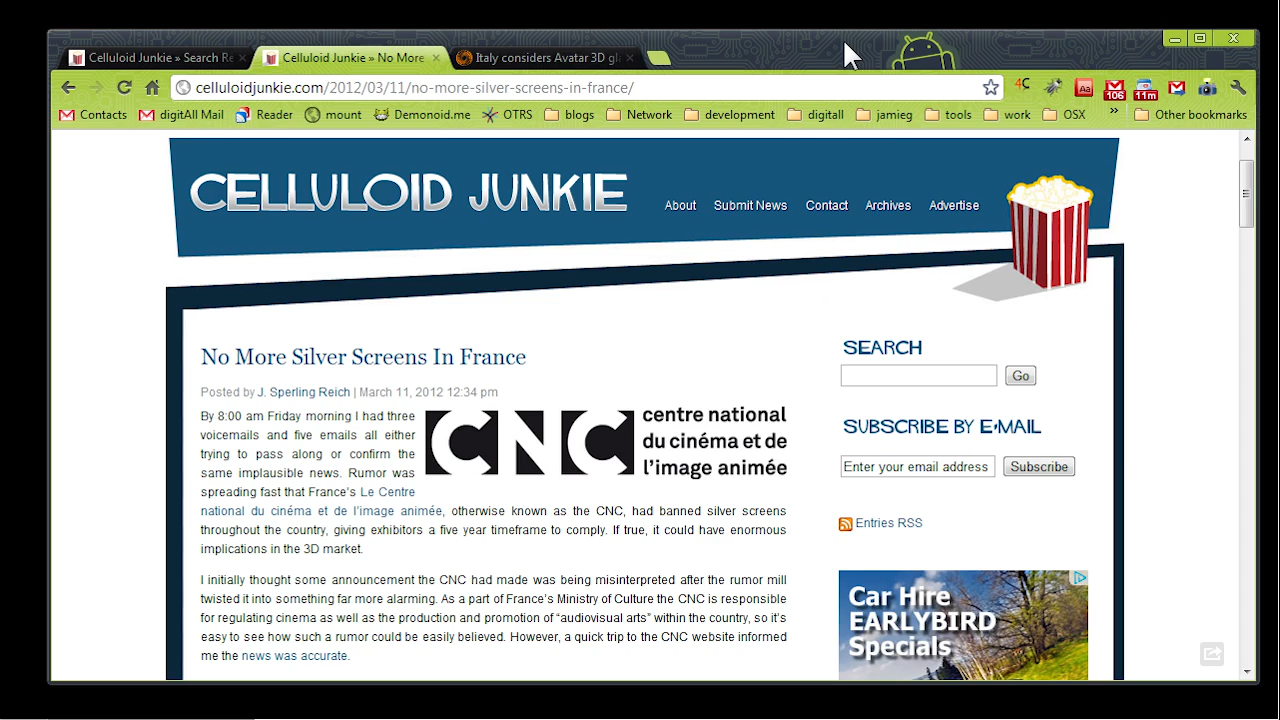 Celluloid Junkie » Search Re
Celluloid Junkie » No More
Italy considers Avatar 3D gl
celluloidjunkie.com/2012/03/11/no-more-silver-screens-in-france/
4C
Aa
106
11m
Contacts
digitAll Mail
Reader
mount
Demonoid.me
OTRS
blogs
Network
development
digitall
jamieg
tools
work
OSX
»
Other bookmarks
CELLULOID JUNKIE
About
Submit News
Contact
Archives
Advertise
No More Silver Screens In France
Posted by J. Sperling Reich | March 11, 2012 12:34 pm
By 8:00 am Friday morning I had three
voicemails and five emails all either
trying to pass along or confirm the
same implausible news. Rumor was
spreading fast that France's Le Centre
national du cinéma et de l'image animée, otherwise known as the CNC, had banned silver screens
throughout the country, giving exhibitors a five year timeframe to comply. If true, it could have enormous
implications in the 3D market.
CNC
centre national
du cinéma et de
l'image animée
I initially thought some announcement the CNC had made was being misinterpreted after the rumor mill
twisted it into something far more alarming. As a part of France's Ministry of Culture the CNC is responsible
for regulating cinema as well as the production and promotion of "audiovisual arts" within the country, so it's
easy to see how such a rumor could be easily believed. However, a quick trip to the CNC website informed
me the news was accurate.
SEARCH
Go
SUBSCRIBE BY E-MAIL
Enter your email address
Subscribe
Entries RSS
Car Hire
EARLYBIRD
Specials